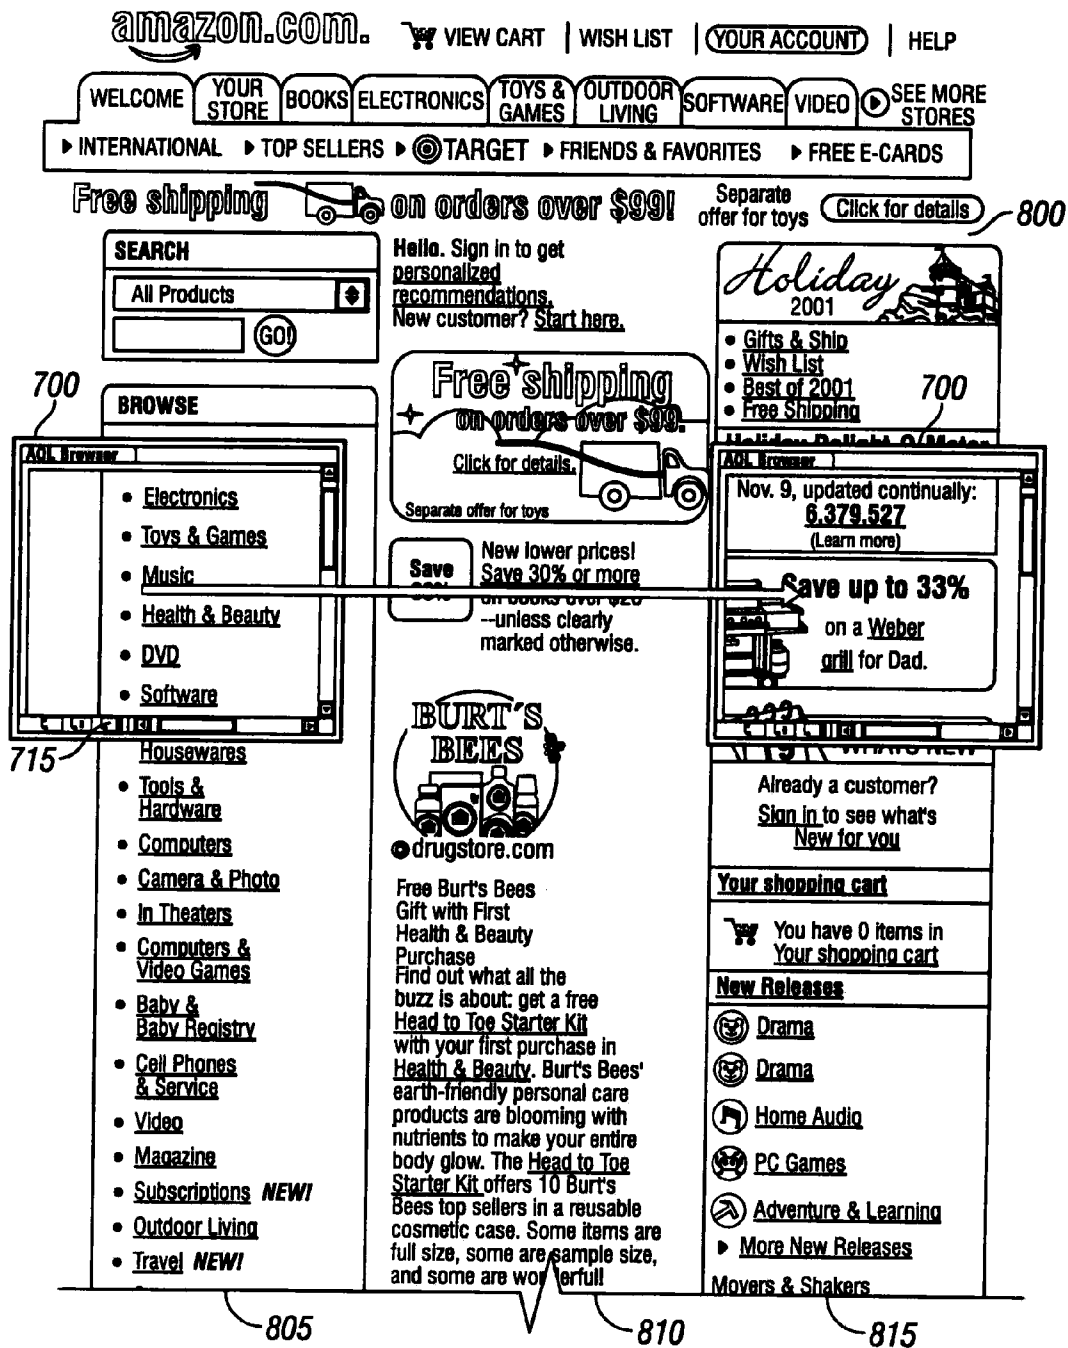 amazon.com.
VIEW CART | WISH LIST | YOUR ACCOUNT | HELP
WELCOME
YOUR STORE
BOOKS
ELECTRONICS
TOYS & GAMES
OUTDOOR LIVING
SOFTWARE
VIDEO
SEE MORE STORES
INTERNATIONAL TOP SELLERS TARGET FRIENDS & FAVORITES FREE E-CARDS
Free shipping on orders over $99!
Separate
offer for toys
Click for details
800
SEARCH
All Products
GO!
700
BROWSE
AOL Browser
Electronics
Toys & Games
Music
Health & Beauty
DVD
Software
715
Housewares
Tools &
Hardware
Computers
Camera & Photo
In Theaters
Computers &
Video Games
Baby &
Baby Registry
Cell Phones
& Service
Video
Magazine
Subscriptions NEW!
Outdoor Living
Travel NEW!
805
Hello. Sign in to get
personalized
recommendations.
New customer? Start here.
Free shipping
on orders over $99.
Click for details.
Separate offer for toys
Save
New lower prices!
Save 30% or more
on books over $20
--unless clearly
marked otherwise.
BURT'S
BEES
drugstore.com
Free Burt's Bees
Gift with First
Health & Beauty
Purchase
Find out what all the
buzz is about: get a free
Head to Toe Starter Kit
with your first purchase in
Health & Beauty. Burt's Bees'
earth-friendly personal care
products are blooming with
nutrients to make your entire
body glow. The Head to Toe
Starter Kit offers 10 Burt's
Bees top sellers in a reusable
cosmetic case. Some items are
full size, some are sample size,
and some are wonderful!
810
Holiday
2001
Gifts & Ship
Wish List
Best of 2001
Free Shipping
700
Holiday Delight-O-Meter
AOL Browser
Nov. 9, updated continually:
6,379,527
(Learn more)
Save up to 33%
on a Weber
grill for Dad.
WHAT'S NEW
Already a customer?
Sign in to see what's
New for you
Your shopping cart
You have 0 items in
Your shopping cart
New Releases
Drama
Drama
Home Audio
PC Games
Adventure & Learning
More New Releases
Movers & Shakers
815